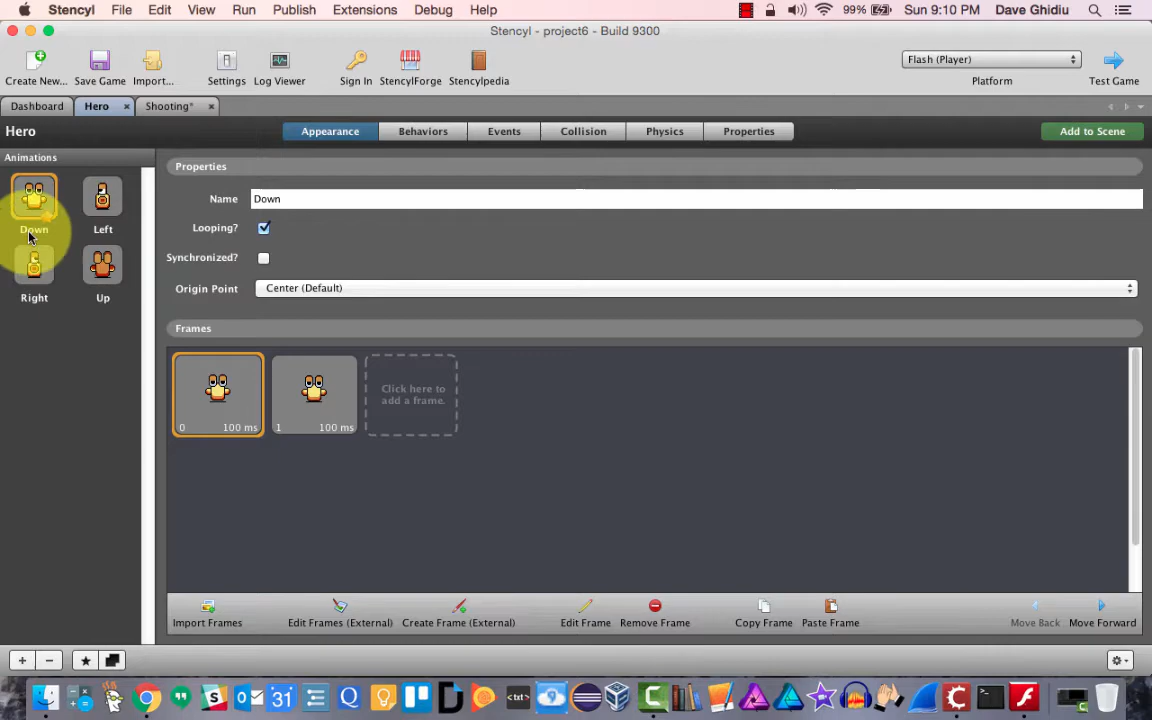 Stencyl File Edit View Run Publish Extensions Debug Help 99% Sun 9:10 PM Dave Ghidiu
Stencyl - project6 - Build 9300
Create New... Save Game Import... Settings Log Viewer Sign In StencylForge Stencylpedia Flash (Player) Platform Test Game
Dashboard Hero × Shooting* ×
Hero Appearance Behaviors Events Collision Physics Properties Add to Scene
Animations
Down
Left
Right
Up
Properties
Name Down
Looping?
Synchronized?
Origin Point Center (Default)
Frames
0 100 ms
1 100 ms
Click here to
add a frame.
Import Frames Edit Frames (External) Create Frame (External) Edit Frame Remove Frame Copy Frame Paste Frame Move Back Move Forward
31 <txt>